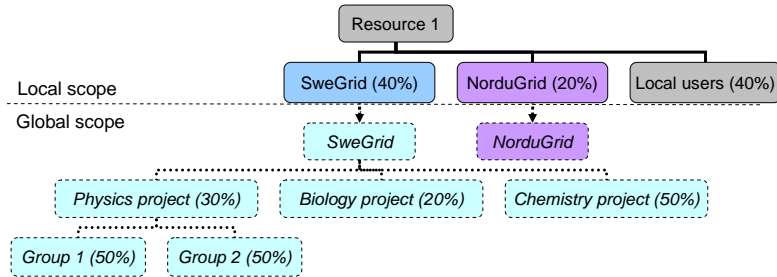 Resource 1
SweGrid (40%) NorduGrid (20%) Local users (40%)
Local scope
Global scope
SweGrid NorduGrid
Physics project (30%) Biology project (20%) Chemistry project (50%)
Group 1 (50%) Group 2 (50%)